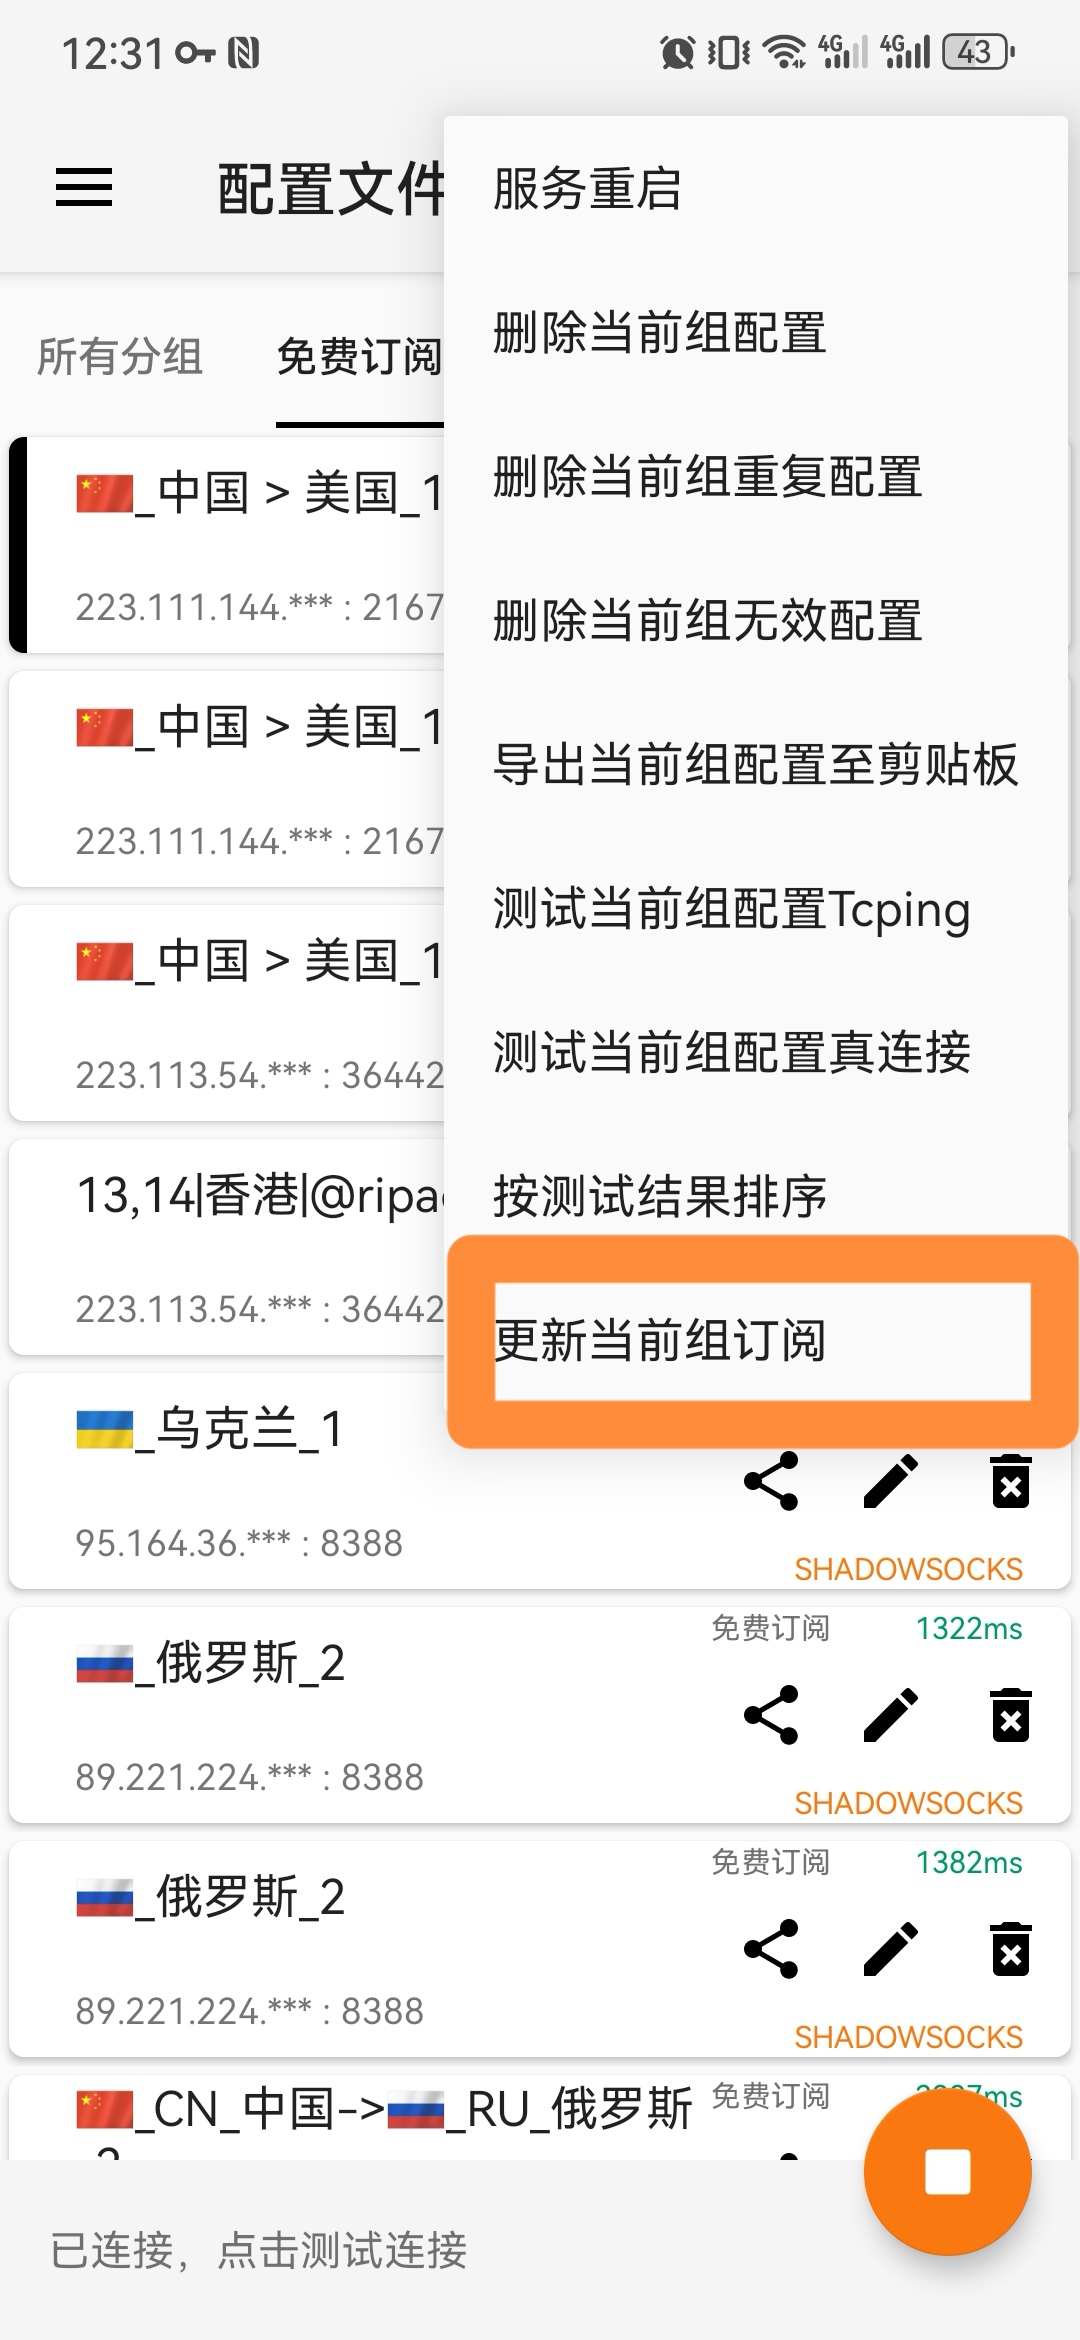 12:31
4G 4G 43
配置文件
服务重启
删除当前组配置
删除当前组重复配置
删除当前组无效配置
导出当前组配置至剪贴板
测试当前组配置Tcping
测试当前组配置真连接
按测试结果排序
更新当前组订阅
所有分组 免费订阅
_中国 > 美国_1
223.111.144.*** : 2167
_中国 > 美国_1
223.111.144.*** : 2167
_中国 > 美国_1
223.113.54.*** : 36442
13,14|香港|@ripa
223.113.54.*** : 36442
_乌克兰_1
95.164.36.*** : 8388
SHADOWSOCKS
免费订阅 1322ms
_俄罗斯_2
89.221.224.*** : 8388
SHADOWSOCKS
免费订阅 1382ms
_俄罗斯_2
89.221.224.*** : 8388
SHADOWSOCKS
_CN_中国->_RU_俄罗斯 免费订阅 ms
已连接，点击测试连接